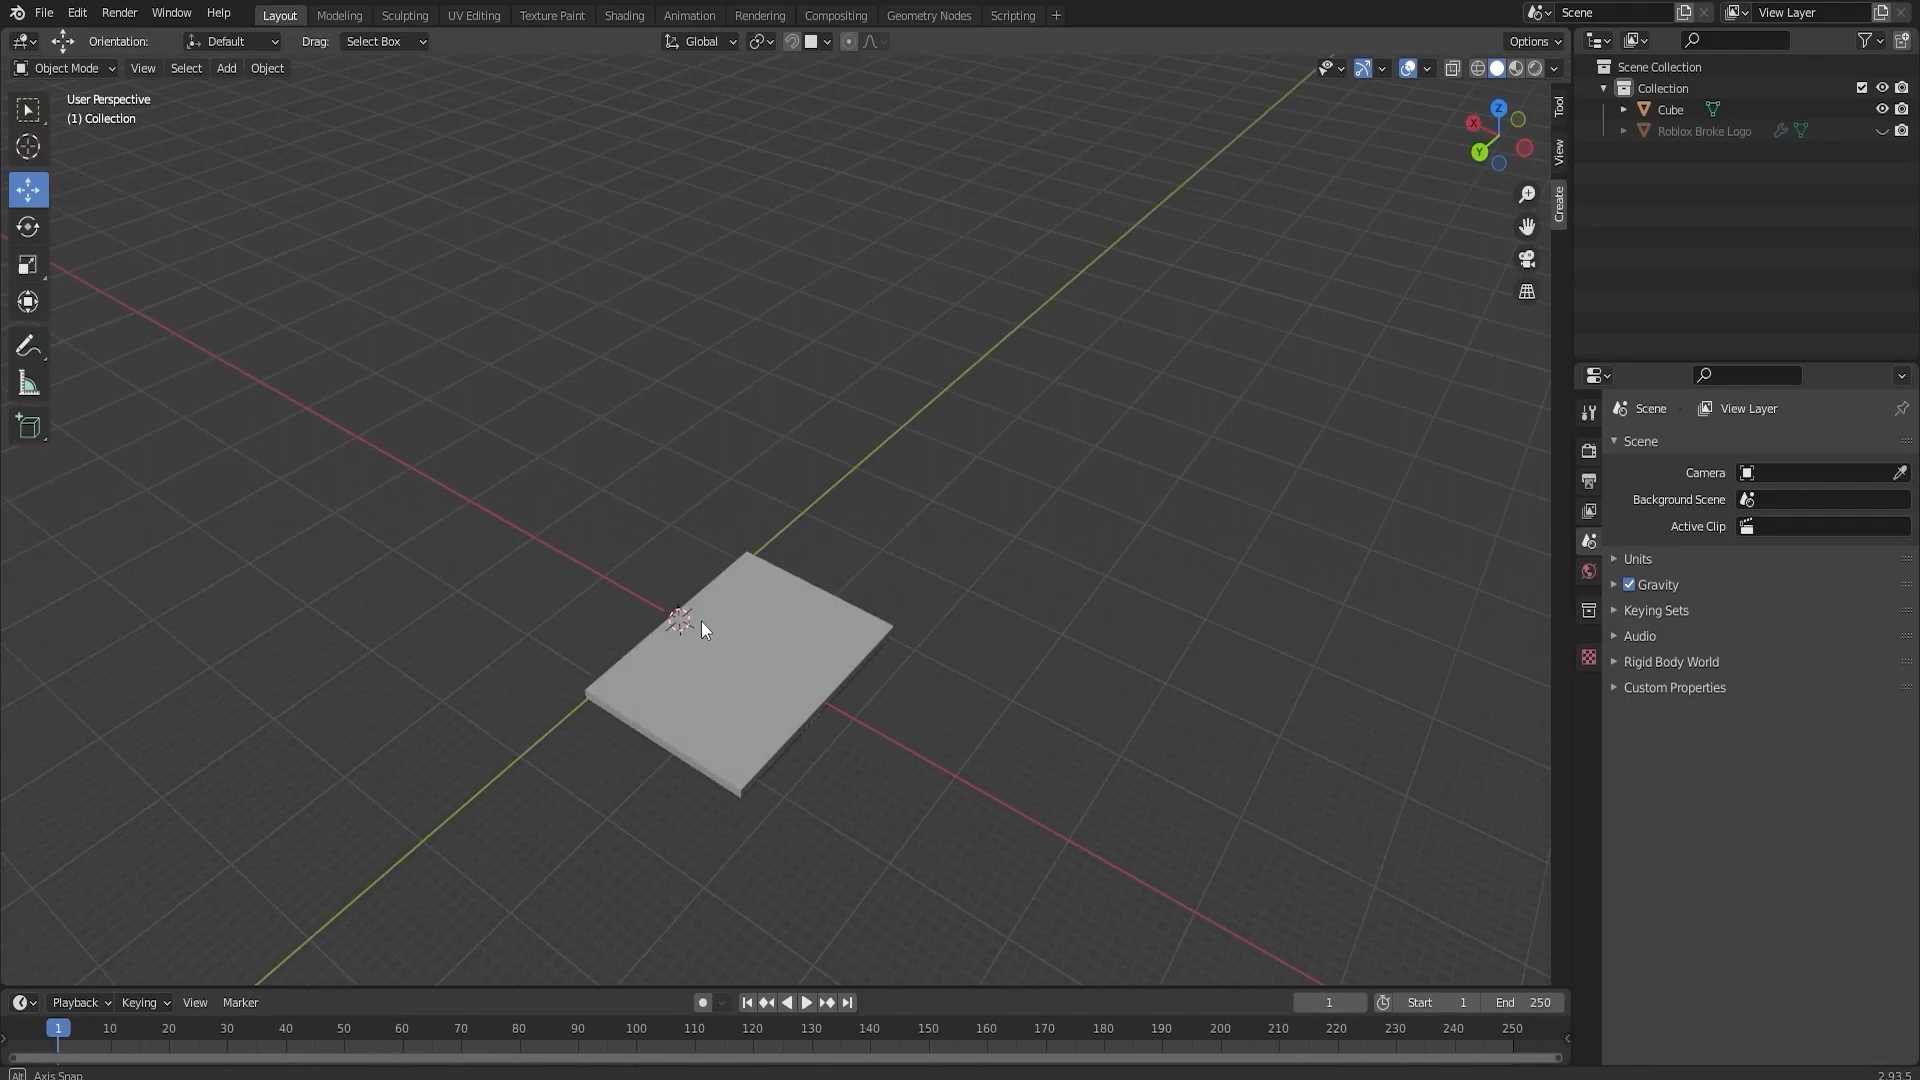 File Edit Render Window Help Layout Modeling Sculpting UV Editing Texture Paint Shading Animation Rendering Compositing Geometry Nodes Scripting + Scene View Layer
Orientation: Default Drag: Select Box Global Options
Object Mode View Select Add Object
User Perspective
(1) Collection
Z
X
Y
Tool
View
Create
Scene Collection
Collection
Cube
Roblox Broke Logo
Scene View Layer
Scene
Camera
Background Scene
Active Clip
Units
Gravity
Keying Sets
Audio
Rigid Body World
Custom Properties
Playback Keying View Marker 1 Start 1 End 250
1 10 20 30 40 50 60 70 80 90 100 110 120 130 140 150 160 170 180 190 200 210 220 230 240 250
Alt Axis Snap 2.93.5